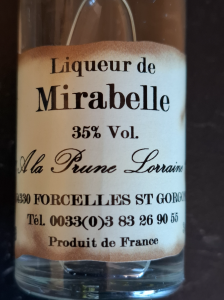 Liqueur de
Mirabelle
35% Vol.
A la Prune Lorraine
54330 FORCELLES ST GORGON
Tél. 0033(0)3 83 26 90 55
Produit de France